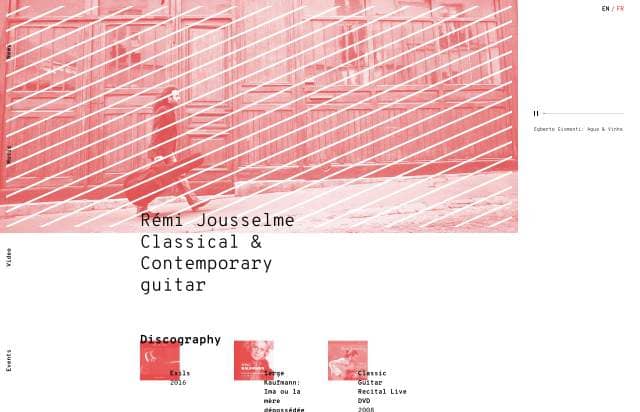 EN / FR
News
Music
Egberto Gismonti: Agua & Vinho
Rémi Jousselme
Classical &
Contemporary
guitar
Video
Discography
Events
Exils
2016
Serge
Kaufmann:
Ima ou la
mère
dépossédée
Classic
Guitar
Recital Live
DVD
2008